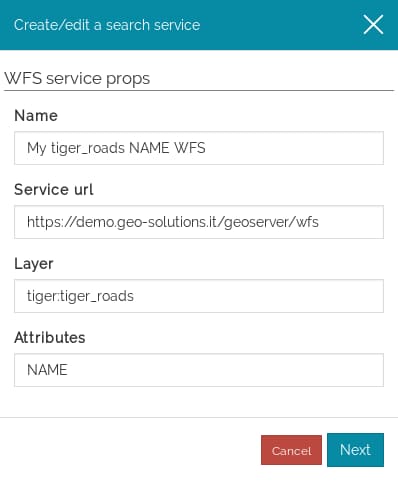 Create/edit a search service
WFS service props
Name
My tiger_roads NAME WFS
Service url
https://demo.geo-solutions.it/geoserver/wfs
Layer
tiger:tiger_roads
Attributes
NAME
Cancel Next